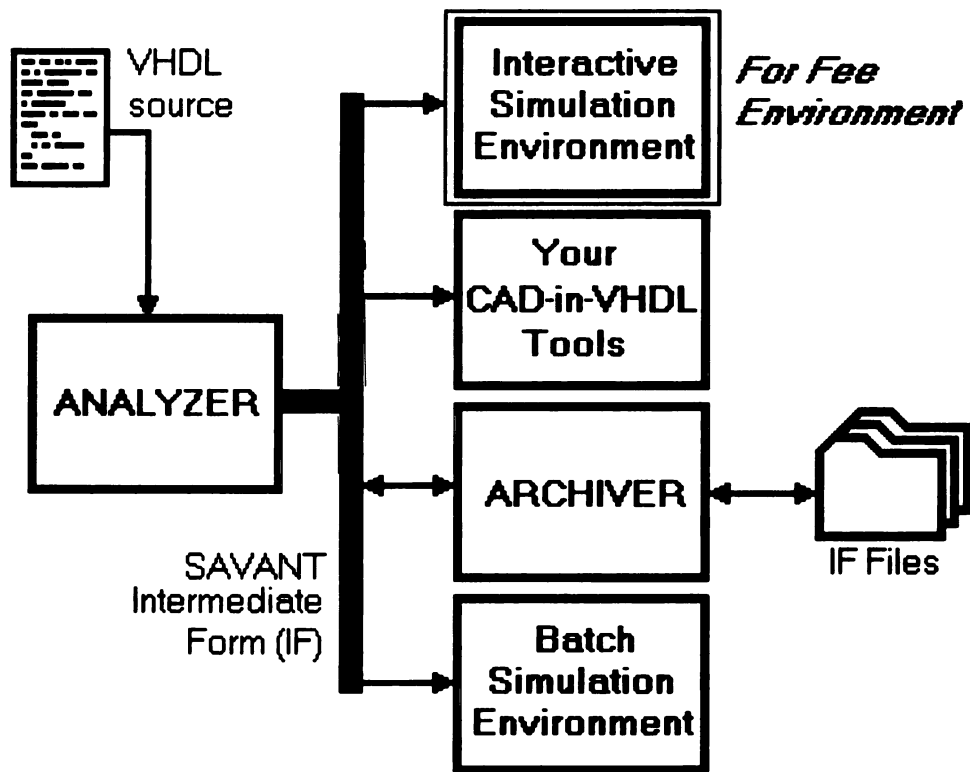 VHDL
source
Interactive
Simulation
Environment
For Fee
Environment
Your
CAD-in-VHDL
Tools
ANALYZER
ARCHIVER
IF Files
SAVANT
Intermediate
Form (IF)
Batch
Simulation
Environment